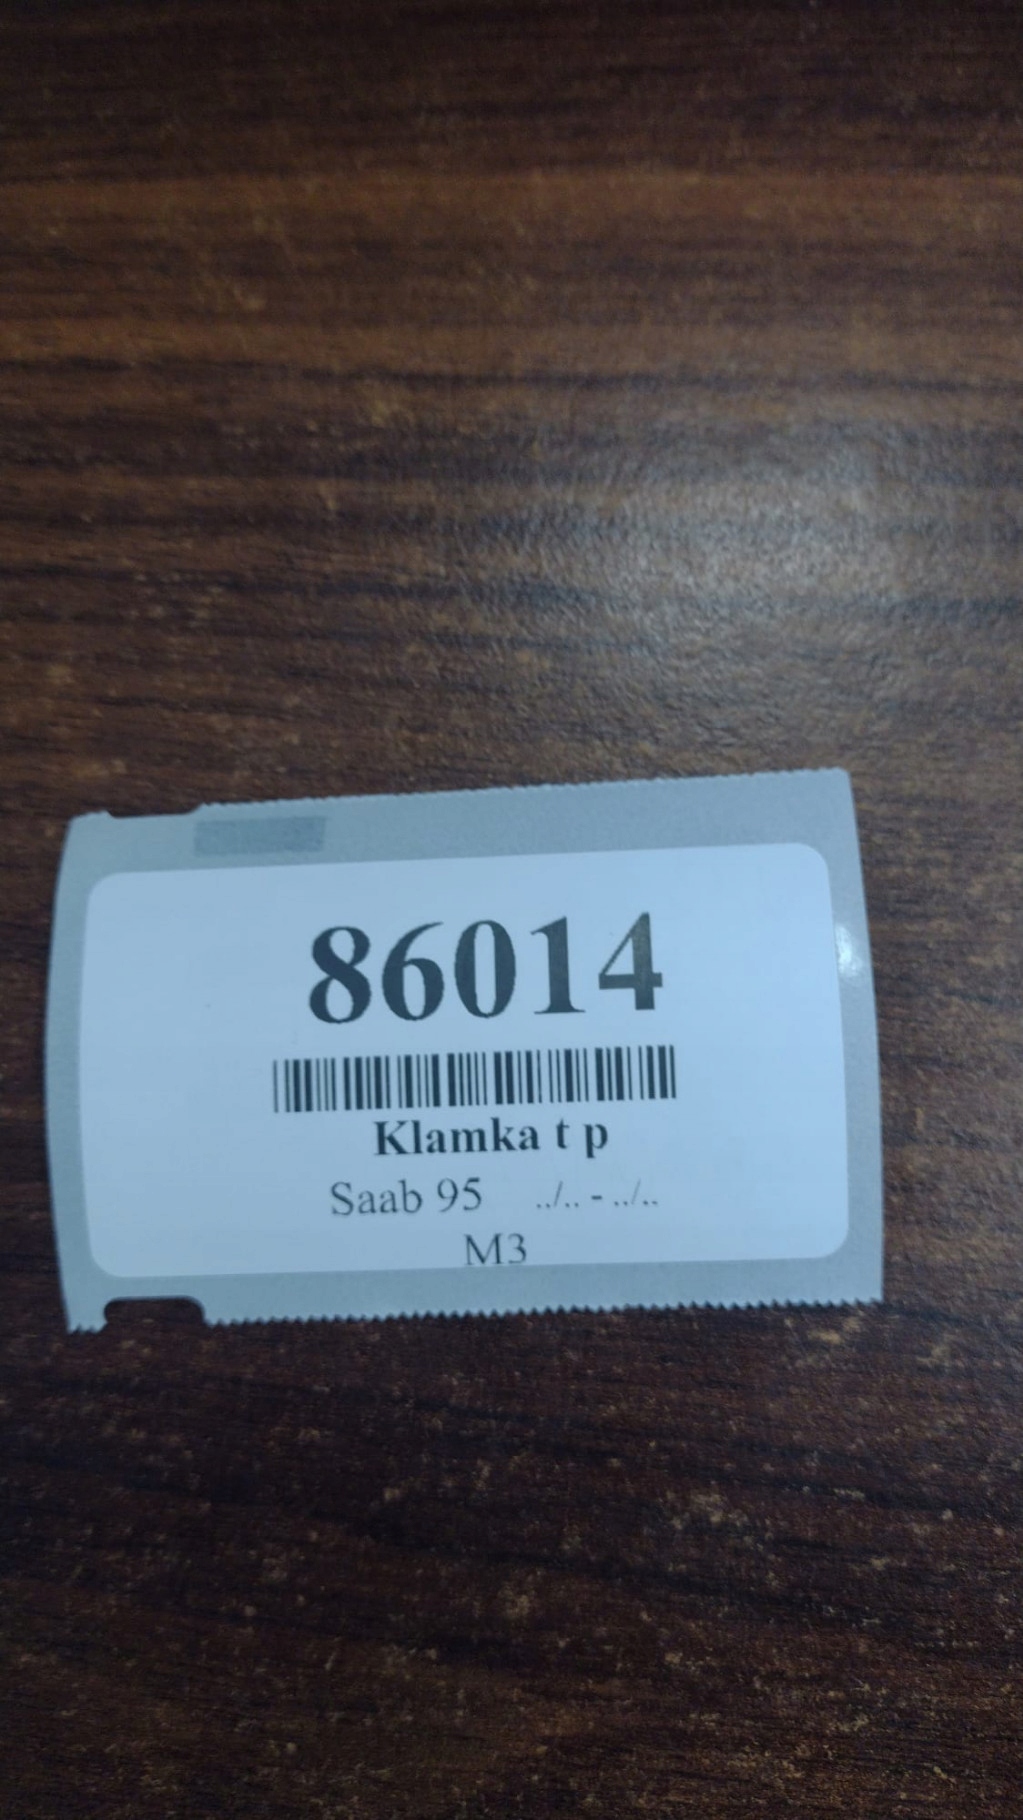 86014
Klamka t p
Saab 95 ../.. - ../..
M3